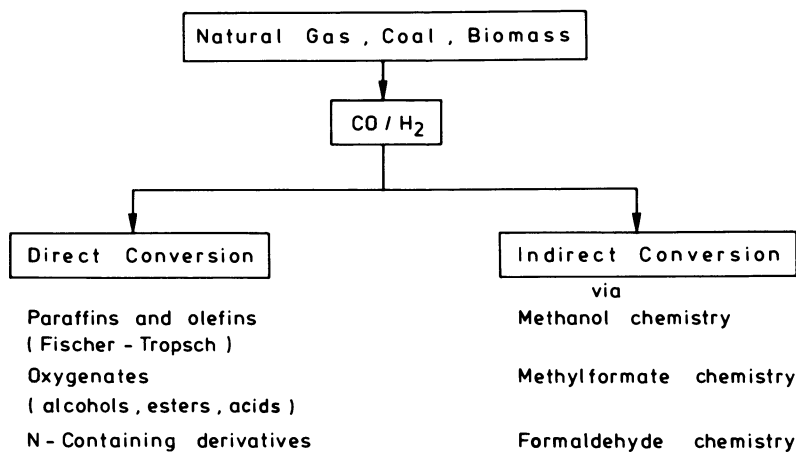 Natural Gas , Coal , Biomass
CO / H2
Direct Conversion
Paraffins and olefins
( Fischer - Tropsch )
Oxygenates
( alcohols , esters , acids )
N - Containing derivatives
Indirect Conversion
via
Methanol chemistry
Methylformate chemistry
Formaldehyde chemistry